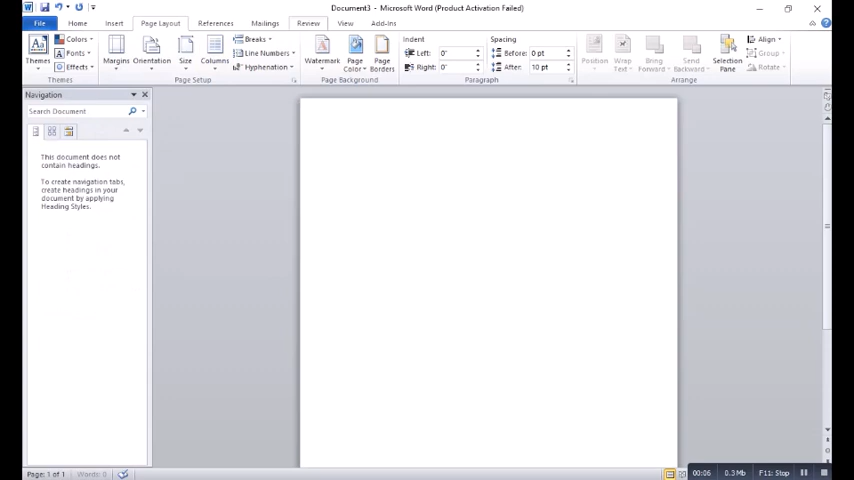 Document3 - Microsoft Word (Product Activation Failed)
File Home Insert Page Layout References Mailings Review View Add-Ins
Themes
Colors
Fonts
Effects
Themes
Margins
Orientation
Size
Columns
Breaks
Line Numbers
Hyphenation
Page Setup
Watermark
Page Color
Page Borders
Page Background
Indent
Left: 0"
Right: 0"
Spacing
Before: 0 pt
After: 10 pt
Paragraph
Position
Wrap Text
Bring Forward
Send Backward
Selection Pane
Align
Group
Rotate
Arrange
Navigation
Search Document
This document does not
contain headings.
To create navigation tabs,
create headings in your
document by applying
Heading Styles.
Page: 1 of 1 Words: 0
00:06 0.3 Mb F11: Stop